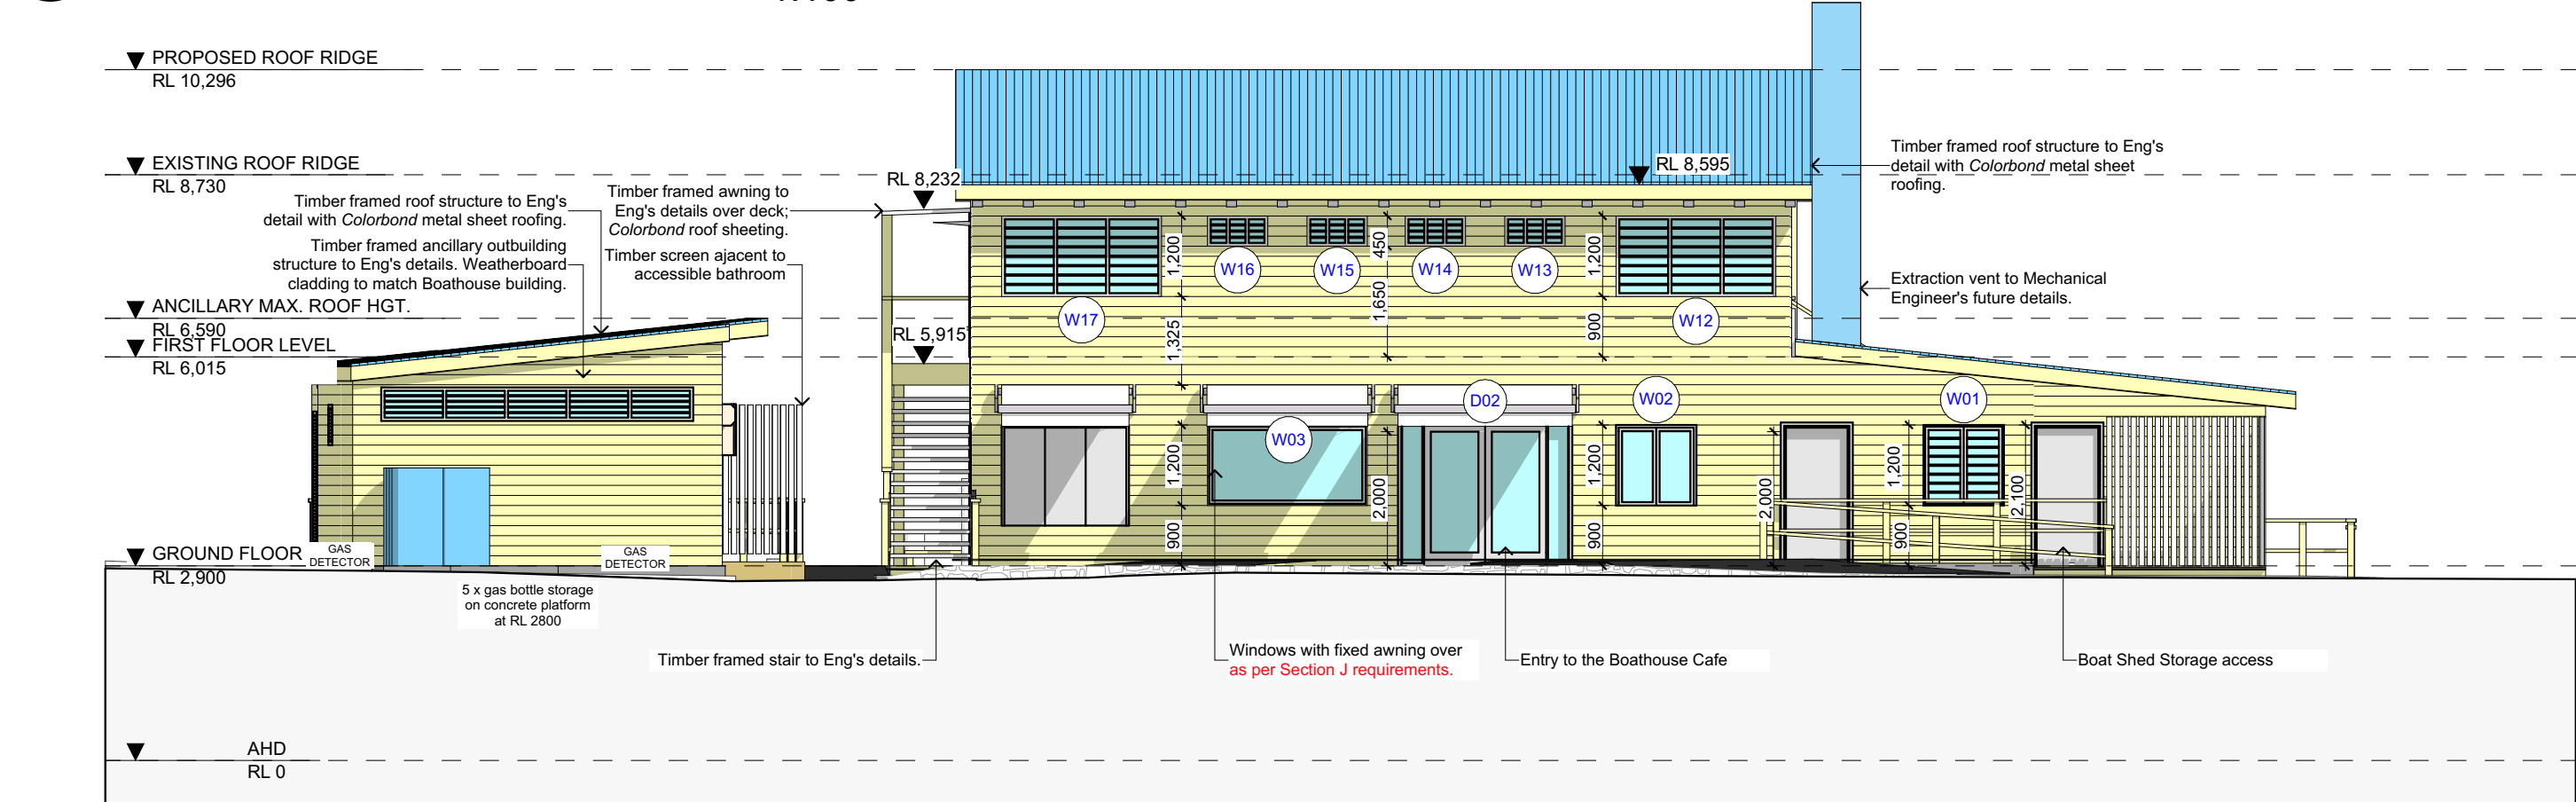 PROPOSED ROOF RIDGE
RL 10,296
EXISTING ROOF RIDGE
RL 8,730
Timber framed roof structure to Eng's
detail with Colorbond metal sheet roofing.
Timber framed ancillary outbuilding
structure to Eng's details. Weatherboard
cladding to match Boathouse building.
Timber framed awning to
Eng's details over deck;
Colorbond roof sheeting.
Timber screen ajacent to
accessible bathroom
RL 8,232
RL 8,595
Timber framed roof structure to Eng's
detail with Colorbond metal sheet
roofing.
Extraction vent to Mechanical
Engineer's future details.
ANCILLARY MAX. ROOF HGT.
RL 6,590
FIRST FLOOR LEVEL
RL 6,015
RL 5,915
W17
1,200
1,325
W16
W15
450
1,650
W14
W13
1,200
900
W12
W03
D02
W02
W01
1,200
900
2,000
1,200
900
2,000
1,200
900
2,100
GROUND FLOOR
RL 2,900
GAS
DETECTOR
GAS
DETECTOR
5 x gas bottle storage
on concrete platform
at RL 2800
Timber framed stair to Eng's details.
Windows with fixed awning over
as per Section J requirements.
Entry to the Boathouse Cafe
Boat Shed Storage access
AHD
RL 0